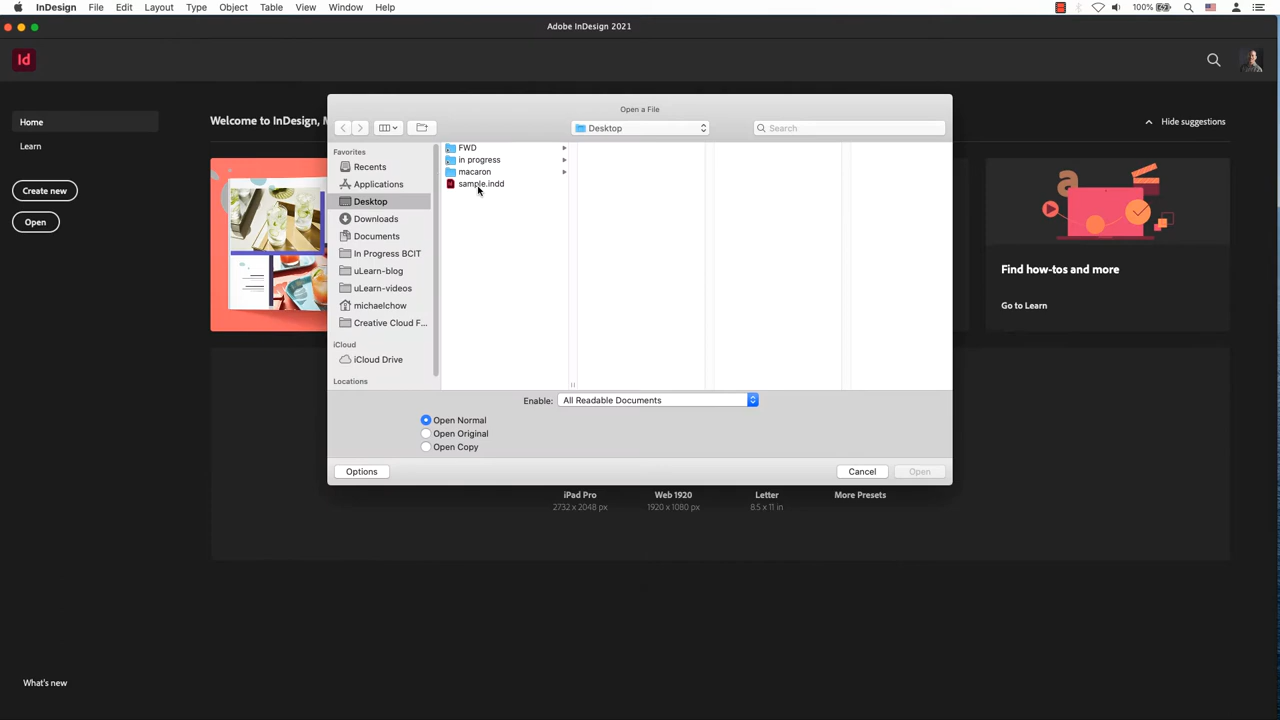 InDesign File Edit Layout Type Object Table View Window Help 100%
Adobe InDesign 2021
Id
Home
Welcome to InDesign, M
Hide suggestions
Learn
Create new
Open
Open a File
Desktop
Search
Favorites
Recents
Applications
Desktop
Downloads
Documents
In Progress BCIT
uLearn-blog
uLearn-videos
michaelchow
Creative Cloud F...
iCloud
iCloud Drive
Locations
FWD
in progress
macaron
sample.indd
Enable: All Readable Documents
Open Normal
Open Original
Open Copy
Options
Cancel
Open
a
Find how-tos and more
Go to Learn
iPad Pro
2732 x 2048 px
Web 1920
1920 x 1080 px
Letter
8.5 x 11 in
More Presets
What's new